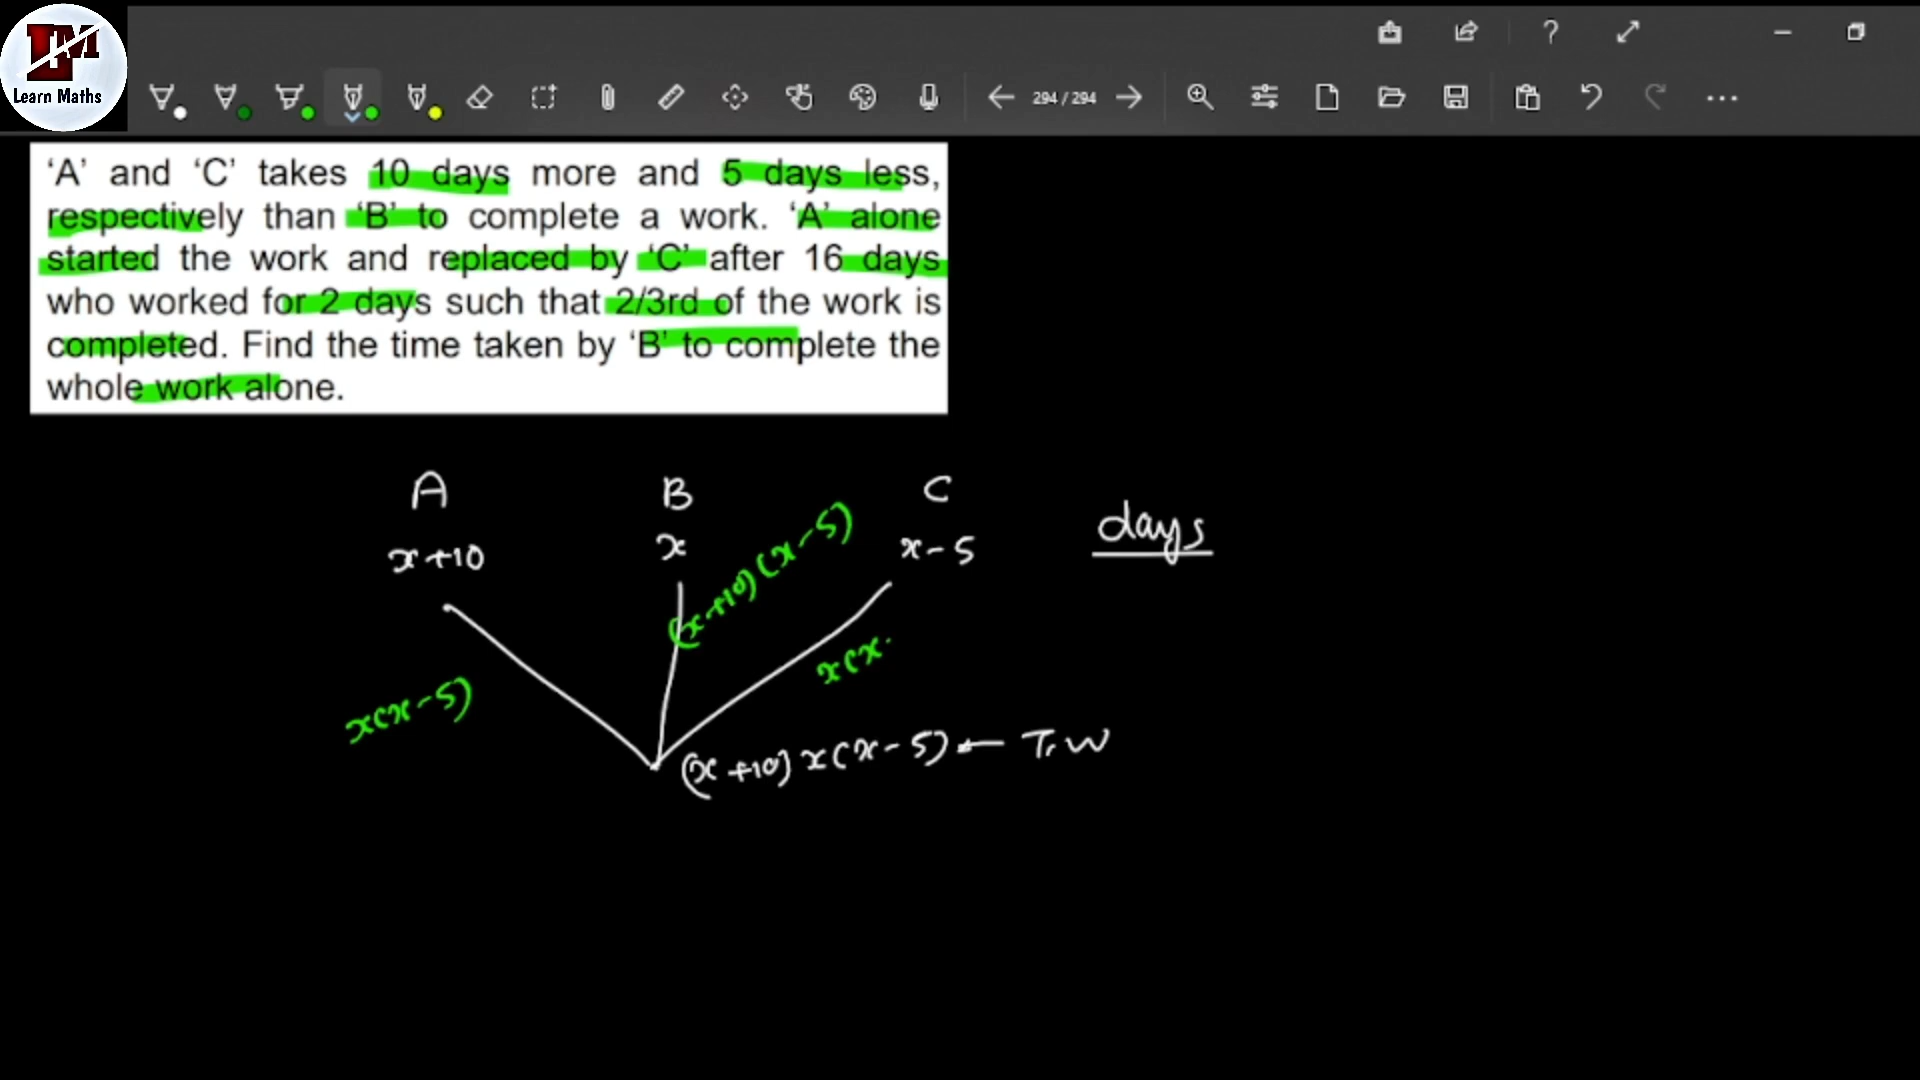 LM
Learn Maths
294 / 294
‘A’ and ‘C’ takes 10 days more and 5 days less,
respectively than ‘B’ to complete a work. ‘A’ alone
started the work and replaced by ‘C’ after 16 days
who worked for 2 days such that 2/3rd of the work is
completed. Find the time taken by ‘B’ to complete the
whole work alone.
A B C
x+10 x x-5 days
(x+10)(x-5)
x(x-5) x(x-
(x+10)x(x-5) ← T.W